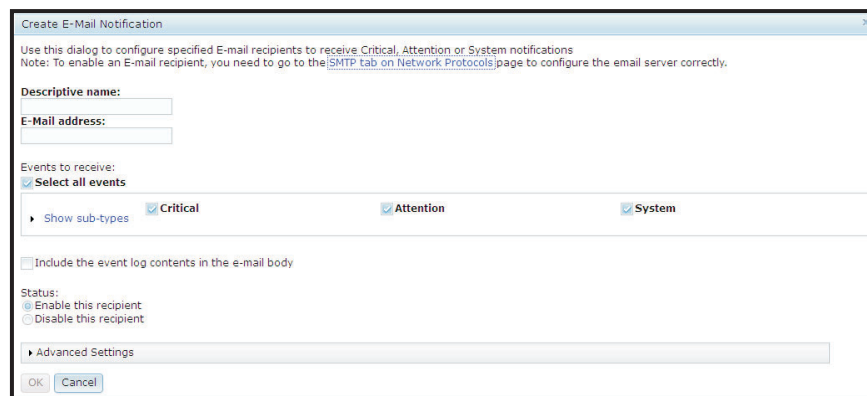 Create E-Mail Notification
Use this dialog to configure specified E-mail recipients to receive Critical, Attention or System notifications
Note: To enable an E-mail recipient, you need to go to the SMTP tab on Network Protocols page to configure the email server correctly.
Descriptive name:
E-Mail address:
Events to receive:
Select all events
Show sub-types Critical Attention System
Include the event log contents in the e-mail body
Status:
Enable this recipient
Disable this recipient
Advanced Settings
OK Cancel